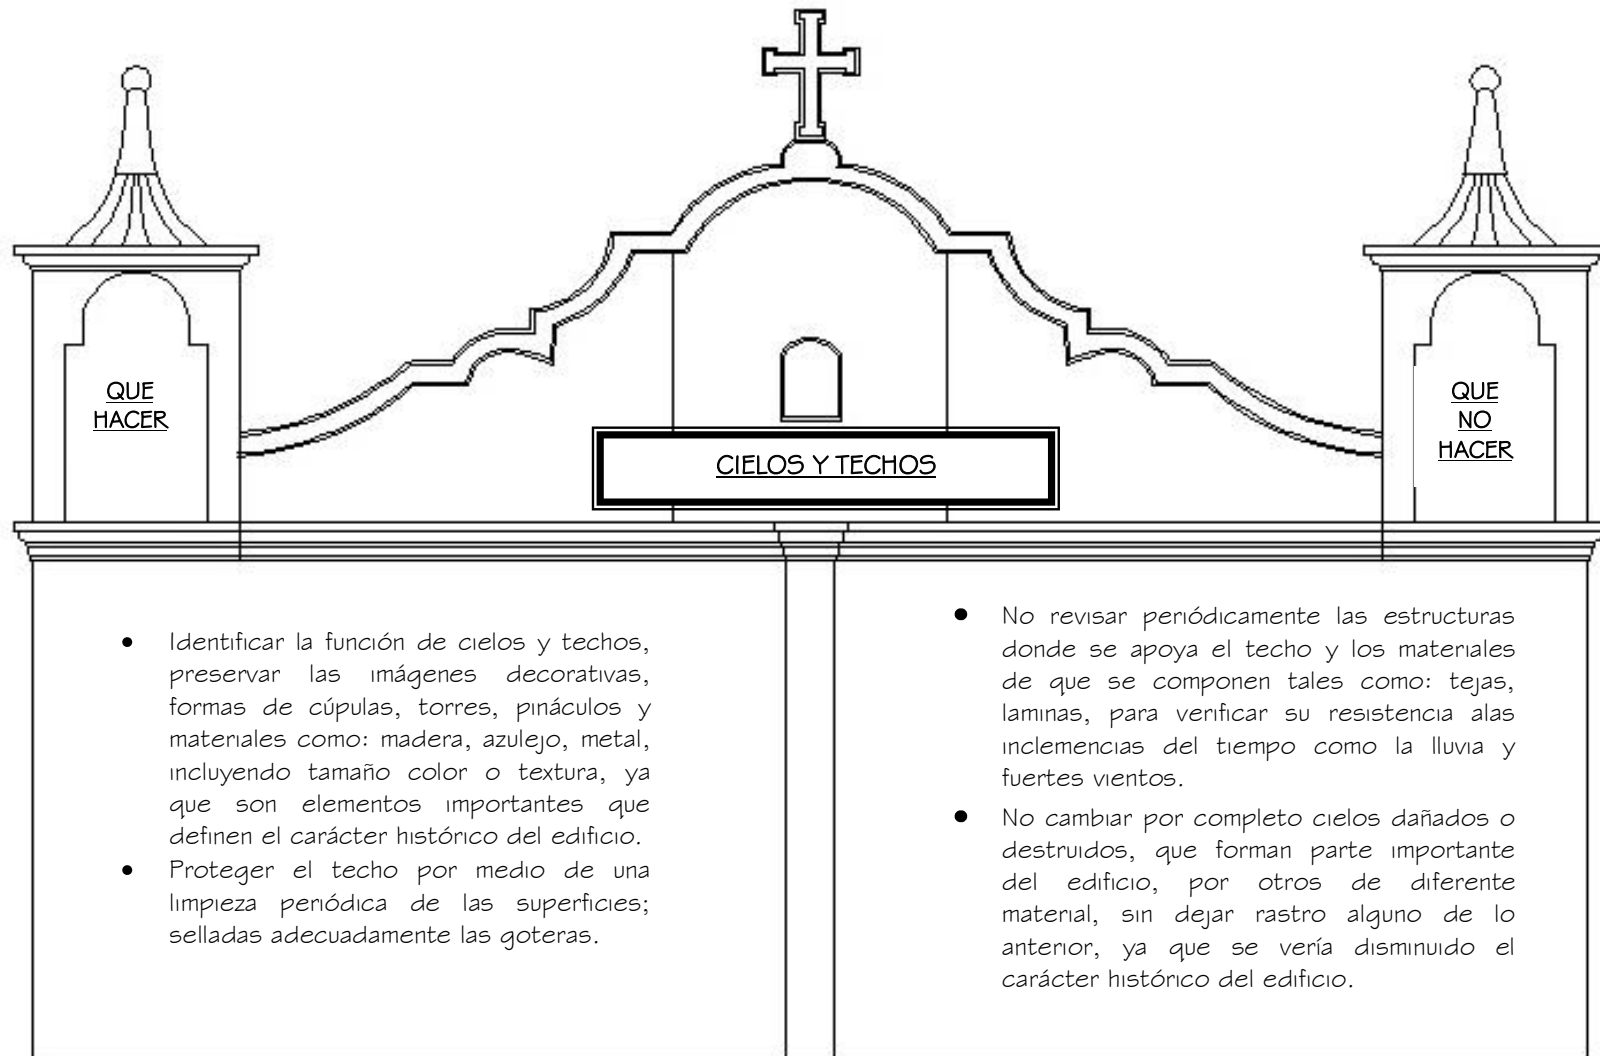 QUE
HACER
QUE
NO
HACER
CIELOS Y TECHOS
• Identificar la función de cielos y techos,
preservar las imágenes decorativas,
formas de cúpulas, torres, pináculos y
materiales como: madera, azulejo, metal,
incluyendo tamaño color o textura, ya
que son elementos importantes que
definen el carácter histórico del edificio.
• Proteger el techo por medio de una
limpieza periódica de las superficies;
selladas adecuadamente las goteras.
• No revisar periódicamente las estructuras
donde se apoya el techo y los materiales
de que se componen tales como: tejas,
laminas, para verificar su resistencia alas
inclemencias del tiempo como la lluvia y
fuertes vientos.
• No cambiar por completo cielos dañados o
destruidos, que forman parte importante
del edificio, por otros de diferente
material, sin dejar rastro alguno de lo
anterior, ya que se vería disminuido el
carácter histórico del edificio.